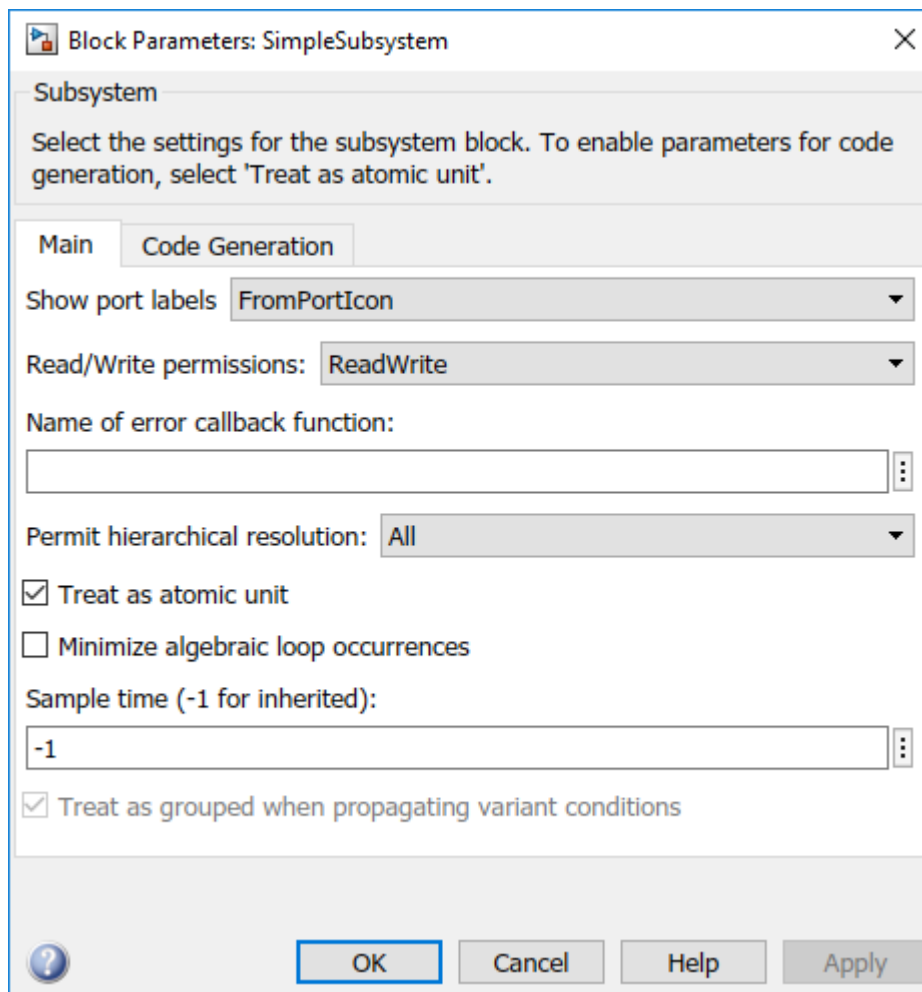 Block Parameters: SimpleSubsystem
Subsystem
Select the settings for the subsystem block. To enable parameters for code
generation, select 'Treat as atomic unit'.
Main Code Generation
Show port labels FromPortIcon
Read/Write permissions: ReadWrite
Name of error callback function:
Permit hierarchical resolution: All
Treat as atomic unit
Minimize algebraic loop occurrences
Sample time (-1 for inherited):
-1
Treat as grouped when propagating variant conditions
? OK Cancel Help Apply